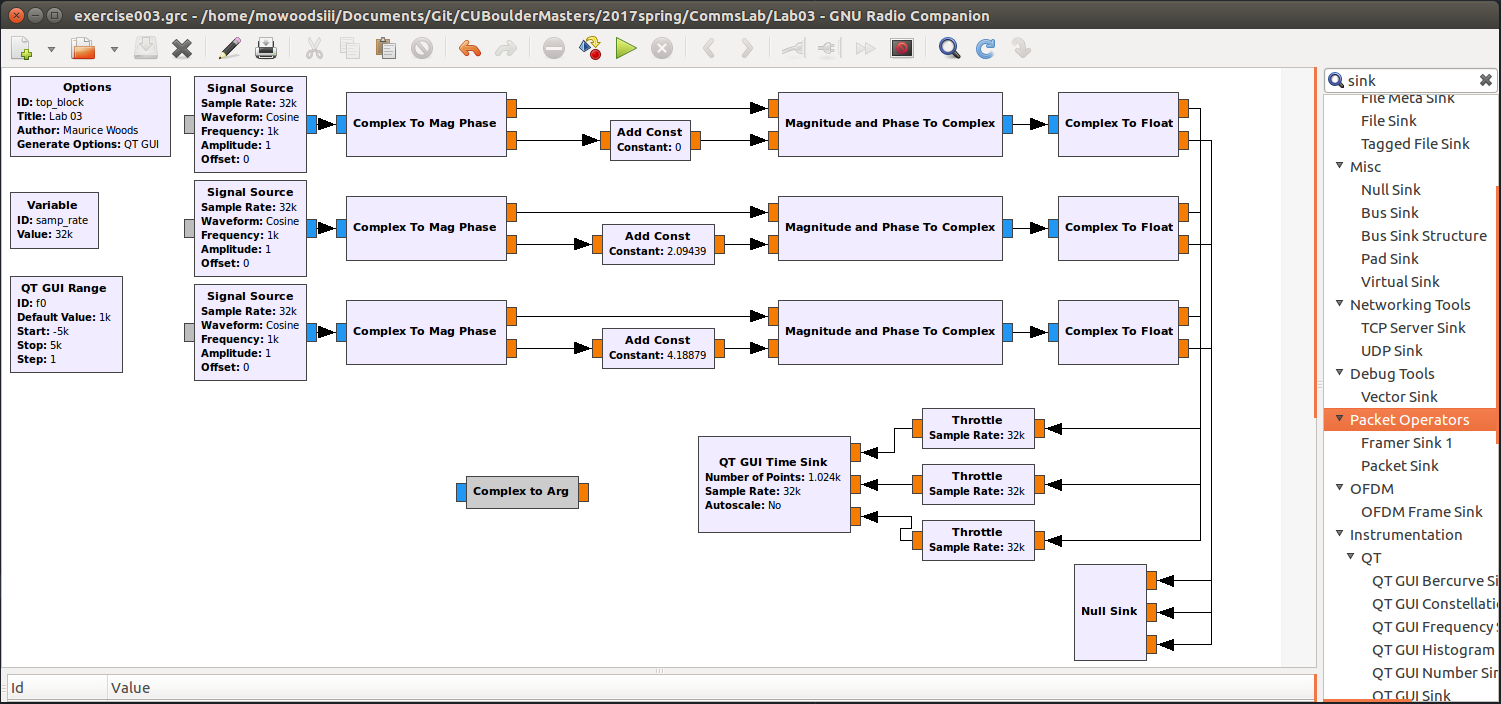 exercise003.grc - /home/mowoodsiii/Documents/Git/CUBoulderMasters/2017spring/CommsLab/Lab03 - GNU Radio Companion
Options
ID: top_block
Title: Lab 03
Author: Maurice Woods
Generate Options: QT GUI
Variable
ID: samp_rate
Value: 32k
QT GUI Range
ID: f0
Default Value: 1k
Start: -5k
Stop: 5k
Step: 1
Signal Source
Sample Rate: 32k
Waveform: Cosine
Frequency: 1k
Amplitude: 1
Offset: 0
Complex To Mag Phase
Add Const
Constant: 0
Magnitude and Phase To Complex
Complex To Float
Signal Source
Sample Rate: 32k
Waveform: Cosine
Frequency: 1k
Amplitude: 1
Offset: 0
Complex To Mag Phase
Add Const
Constant: 2.09439
Magnitude and Phase To Complex
Complex To Float
Signal Source
Sample Rate: 32k
Waveform: Cosine
Frequency: 1k
Amplitude: 1
Offset: 0
Complex To Mag Phase
Add Const
Constant: 4.18879
Magnitude and Phase To Complex
Complex To Float
Complex to Arg
QT GUI Time Sink
Number of Points: 1.024k
Sample Rate: 32k
Autoscale: No
Throttle
Sample Rate: 32k
Throttle
Sample Rate: 32k
Throttle
Sample Rate: 32k
Null Sink
Id
Value
sink
File Meta Sink
File Sink
Tagged File Sink
Misc
Null Sink
Bus Sink
Bus Sink Structure
Pad Sink
Virtual Sink
Networking Tools
TCP Server Sink
UDP Sink
Debug Tools
Vector Sink
Packet Operators
Framer Sink 1
Packet Sink
OFDM
OFDM Frame Sink
Instrumentation
QT
QT GUI Bercurve Si
QT GUI Constellatio
QT GUI Frequency S
QT GUI Histogram
QT GUI Number Sin
QT GUI Sink